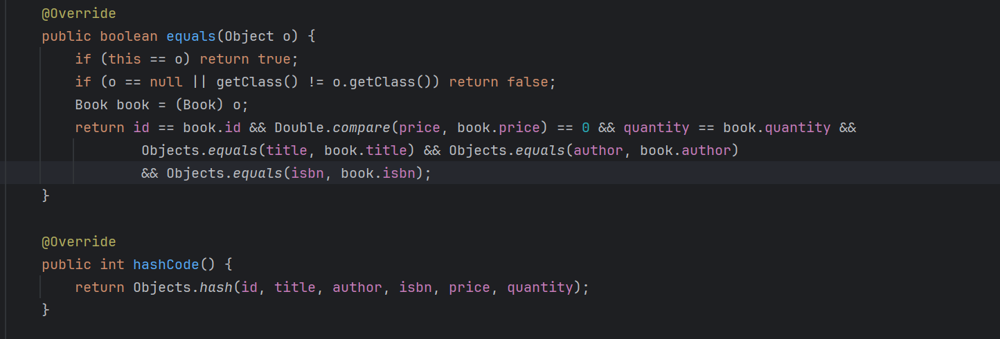 @Override
public boolean equals(Object o) {
if (this == o) return true;
if (o == null || getClass() != o.getClass()) return false;
Book book = (Book) o;
return id == book.id && Double.compare(price, book.price) == 0 && quantity == book.quantity &&
Objects.equals(title, book.title) && Objects.equals(author, book.author)
&& Objects.equals(isbn, book.isbn);
}
@Override
public int hashCode() {
return Objects.hash(id, title, author, isbn, price, quantity);
}